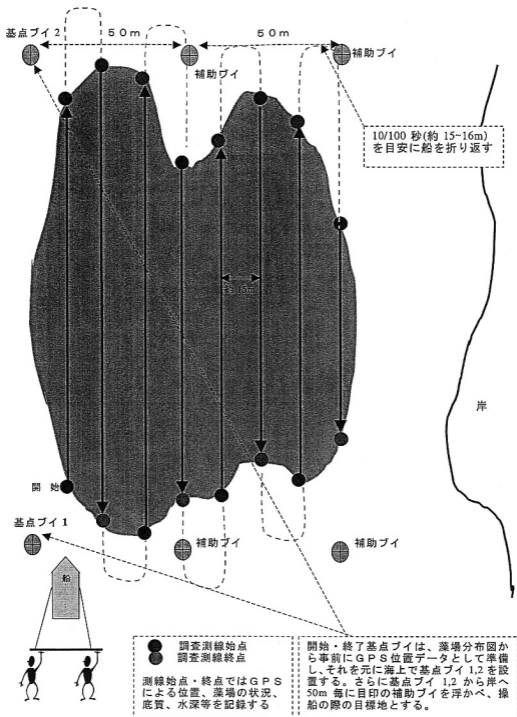 基点ブイ2
50m
50m
補助ブイ
補助ブイ
10/100 秒(約 15~16m)
を目安に船を折り返す
岸
開 始
基点ブイ1
補助ブイ
補助ブイ
船
調査測線始点
調査測線終点
測線始点・終点ではGPS
による位置、藻場の状況、
底質、水深等を記録する
開始・終了基点ブイは、藻場分布図か
ら事前にGPS位置データとして準備
し、それを元に海上で基点ブイ1,2を設
置する。さらに基点ブイ1,2から岸へ
50m 毎に目印の補助ブイを浮かべ、操
船の際の目標地とする。